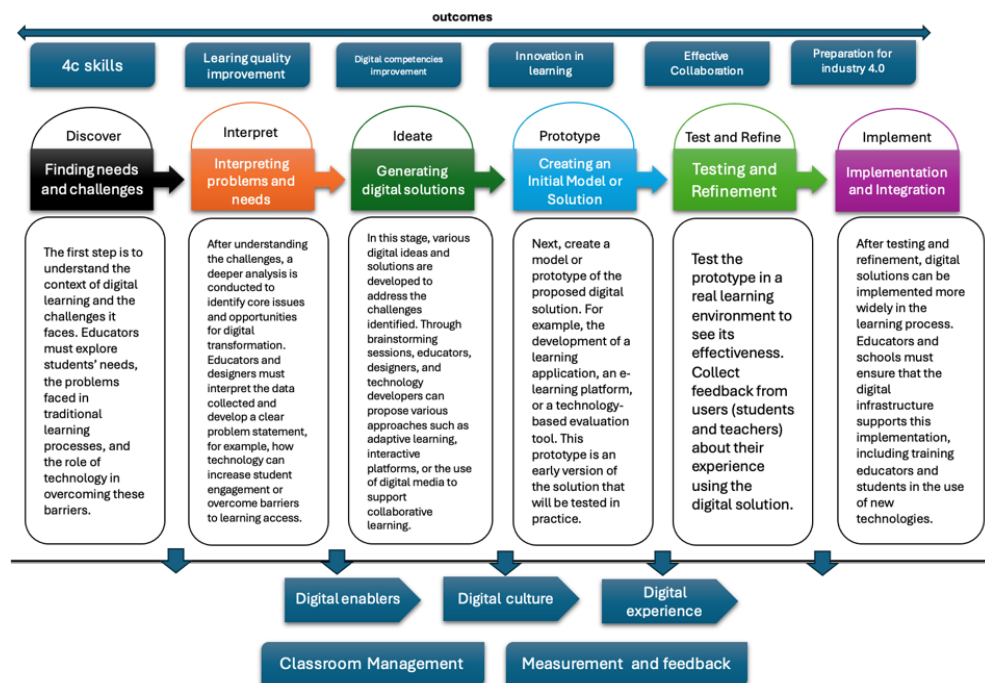 outcomes
4c skills
Learing quality
improvement
Digital competencies
improvement
Innovation in
learning
Effective
Collaboration
Preparation for
industry 4.0
Discover
Finding needs
and challenges
Interpret
Interpreting
problems and
needs
Ideate
Generating
digital solutions
Prototype
Creating an
Initial Model or
Solution
Test and Refine
Testing and
Refinement
Implement
Implementation
and Integration
The first step is to
understand the
context of digital
learning and the
challenges it
faces. Educators
must explore
students' needs,
the problems
faced in
traditional
learning
processes, and
the role of
technology in
overcoming these
barriers.
After understanding
the challenges, a
deeper analysis is
conducted to
identify core issues
and opportunities
for digital
transformation.
Educators and
designers must
interpret the data
collected and
develop a clear
problem statement,
for example, how
technology can
increase student
engagement or
overcome barriers
to learning access.
In this stage, various
digital ideas and
solutions are
developed to
address the
challenges
identified. Through
brainstorming
sessions, educators,
designers, and
technology
developers can
propose various
approaches such as
adaptive learning,
interactive
platforms, or the use
of digital media to
support
collaborative
learning.
Next, create a
model or
prototype of the
proposed digital
solution. For
example, the
development of a
learning
application, an e-
learning platform,
or a technology-
based evaluation
tool. This
prototype is an
early version of
the solution that
will be tested in
practice.
Test the
prototype in a
real learning
environment to
see its
effectiveness.
Collect
feedback from
users (students
and teachers)
about their
experience
using the
digital solution.
After testing and
refinement, digital
solutions can be
implemented more
widely in the
learning process.
Educators and
schools must
ensure that the
digital
infrastructure
supports this
implementation,
including training
educators and
students in the use
of new
technologies.
Digital enablers
Digital culture
Digital
experience
Classroom Management
Measurement and feedback